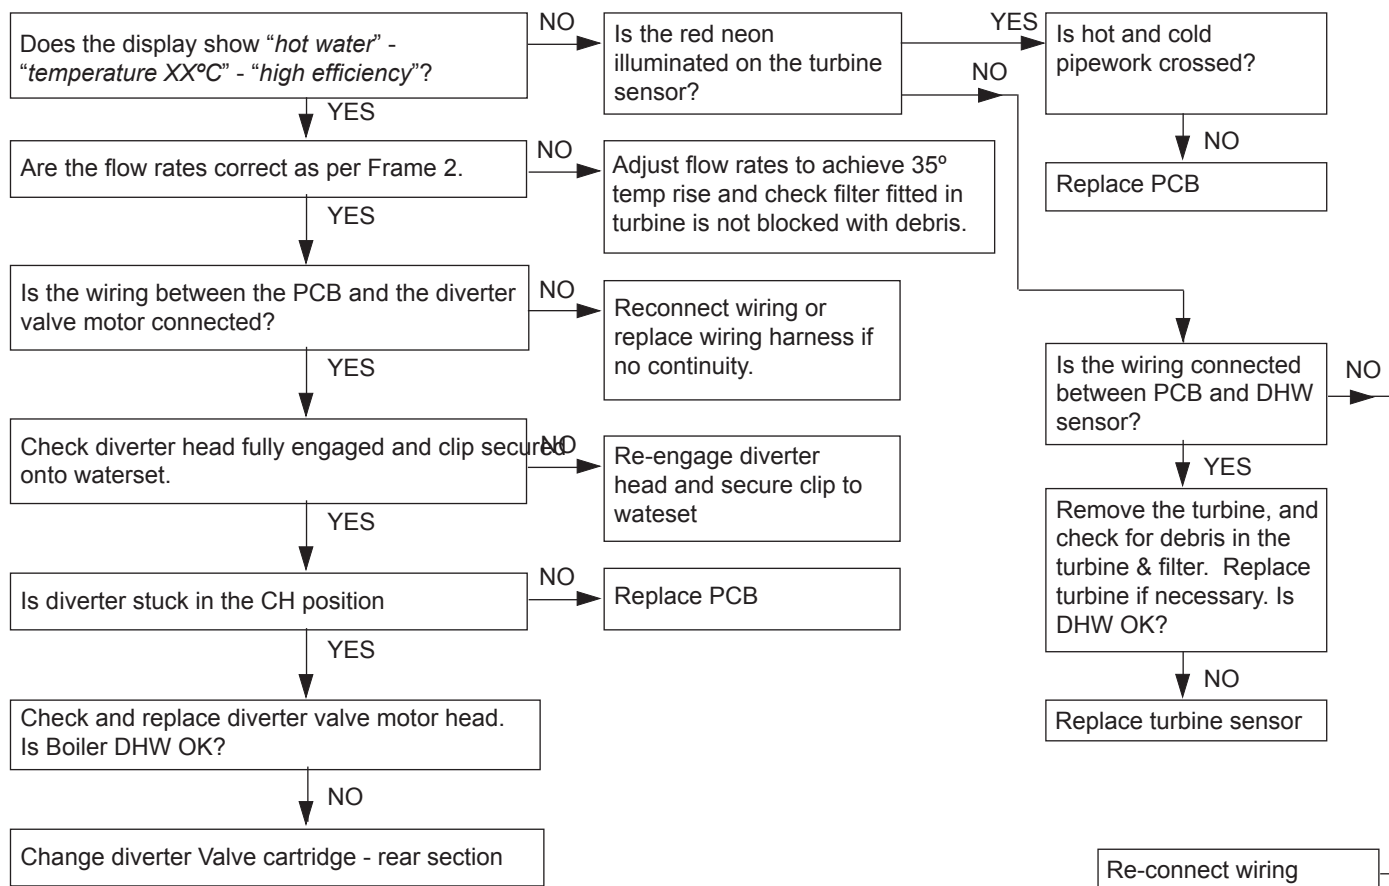 Does the display show “hot water” -
“temperature XXºC” - “high efficiency”?
NO
Is the red neon
illuminated on the turbine
sensor?
YES
Is hot and cold
pipework crossed?
NO
YES
NO
Replace PCB
Are the flow rates correct as per Frame 2.
NO
Adjust flow rates to achieve 35º
temp rise and check filter fitted in
turbine is not blocked with debris.
YES
Is the wiring between the PCB and the diverter
valve motor connected?
NO
Reconnect wiring or
replace wiring harness if
no continuity.
YES
Is the wiring connected
between PCB and DHW
sensor?
NO
YES
Check diverter head fully engaged and clip secured
onto waterset.
NO
Re-engage diverter
head and secure clip to
wateset
YES
Remove the turbine, and
check for debris in the
turbine & filter.  Replace
turbine if necessary. Is
DHW OK?
NO
Replace turbine sensor
Is diverter stuck in the CH position
NO
Replace PCB
YES
Check and replace diverter valve motor head.
Is Boiler DHW OK?
NO
Change diverter Valve cartridge - rear section
Re-connect wiring